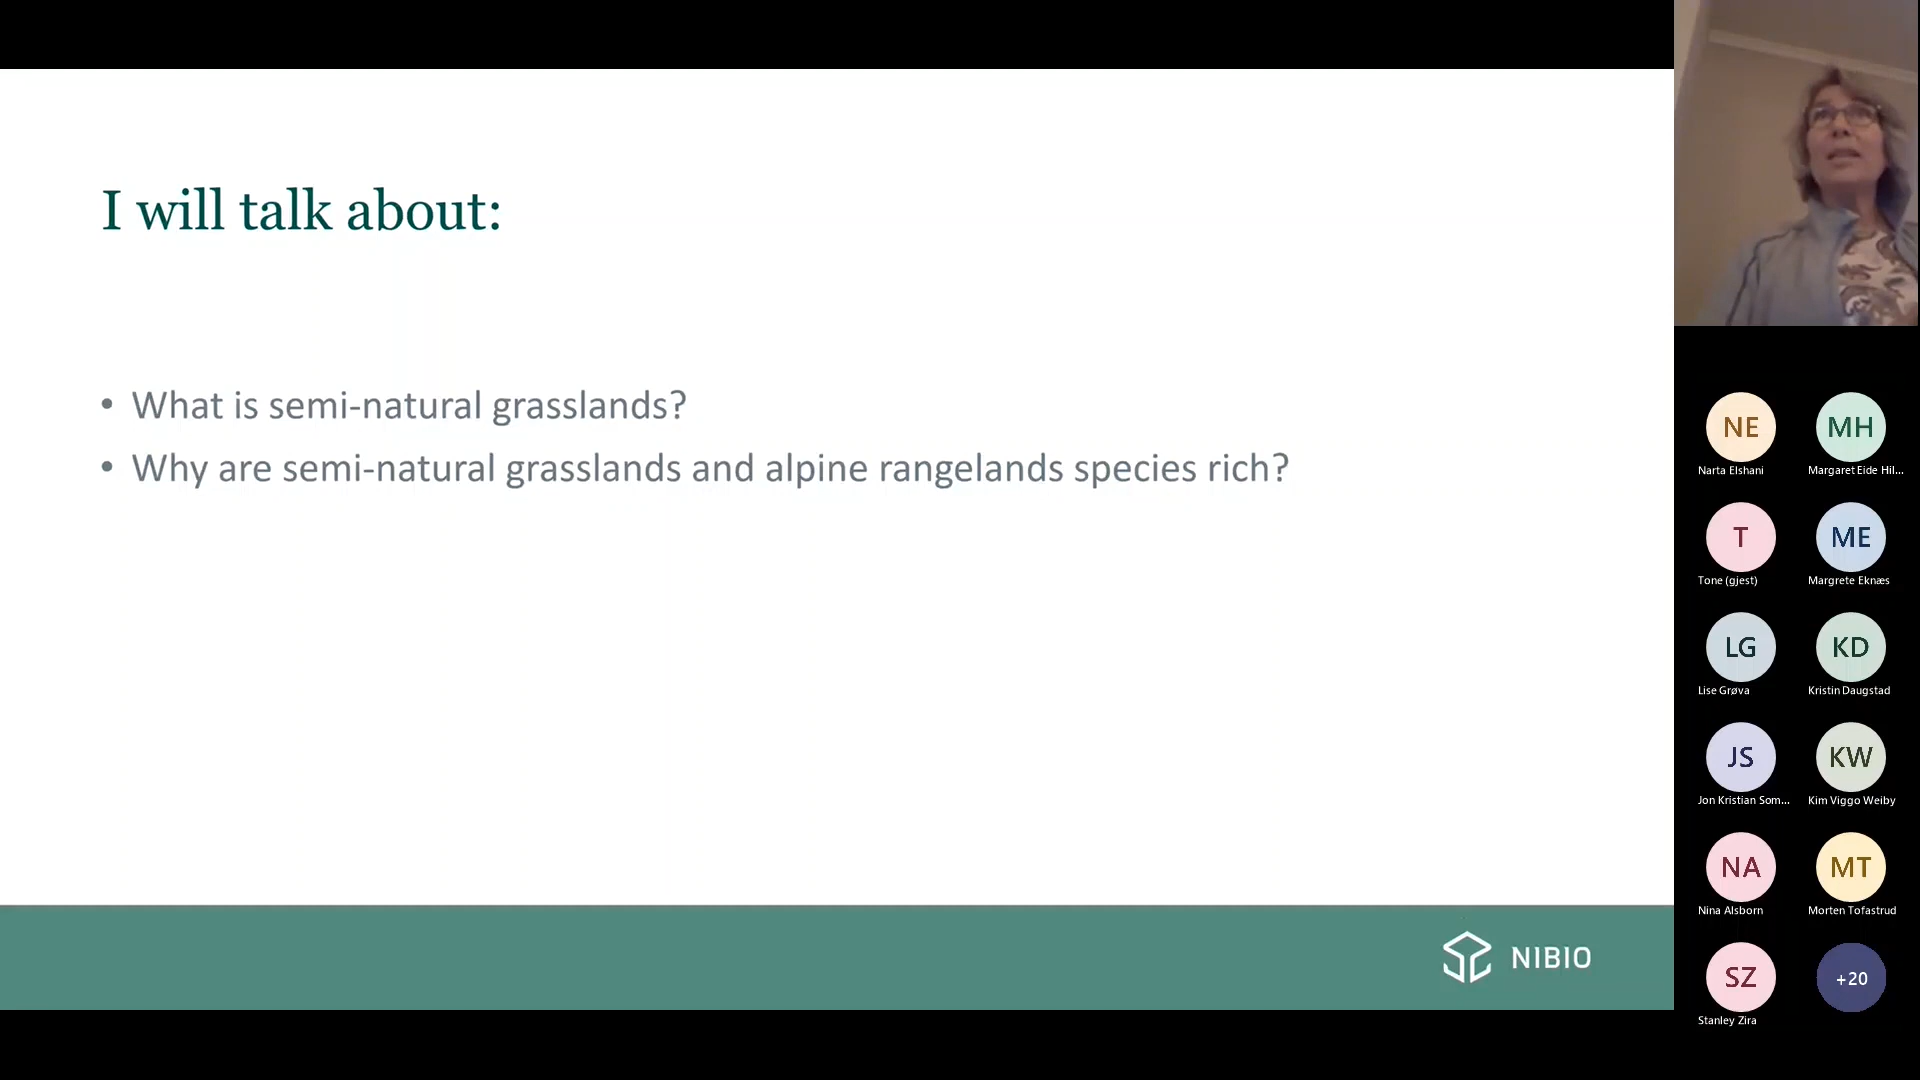 I will talk about:
• What is semi-natural grasslands?
• Why are semi-natural grasslands and alpine rangelands species rich?
NIBIO
NE
MH
Narta Elshani
Margaret Eide Hil...
T
ME
Tone (gjest)
Margrete Eknæs
LG
KD
Lise Grøva
Kristin Daugstad
JS
KW
Jon Kristian Som...
Kim Viggo Weiby
NA
MT
Nina Alsborn
Morten Tofastrud
SZ
+20
Stanley Zira